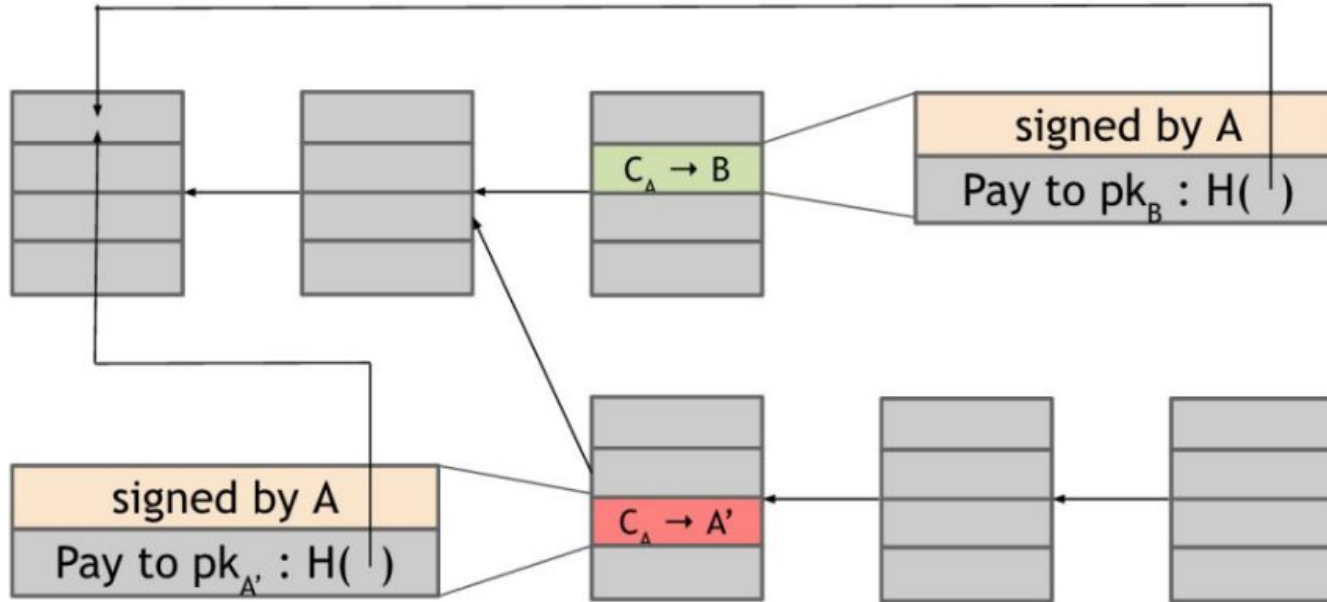 signed by A
C_A → B
Pay to pk_B : H( )
signed by A
C_A → A'
Pay to pk_A' : H( )